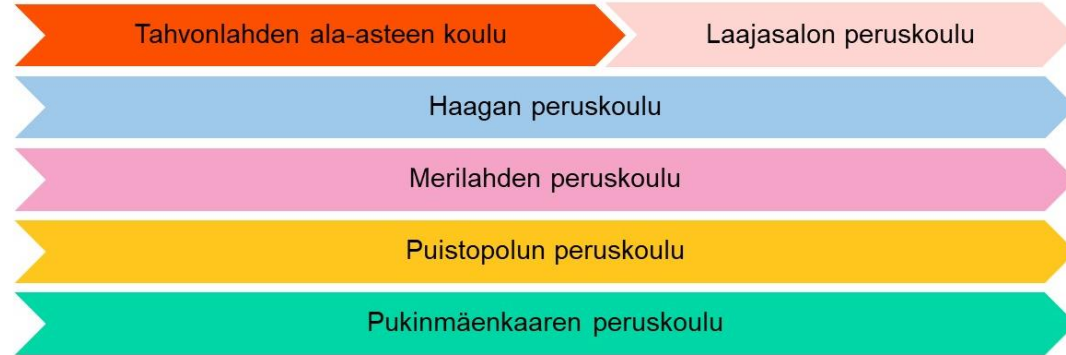 Tahvonlahden ala-asteen koulu
Laajasalon peruskoulu
Haagan peruskoulu
Merilahden peruskoulu
Puistopolun peruskoulu
Pukinmäenkaaren peruskoulu